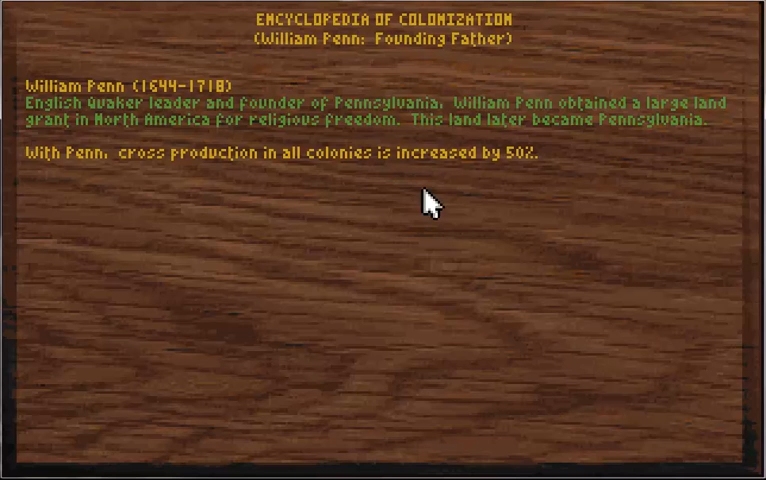 ENCYCLOPEDIA OF COLONIZATION
(William Penn: Founding Father)
William Penn (1644-1718)
English Quaker leader and founder of Pennsylvania. William Penn obtained a large land
grant in North America for religious freedom. This land later became Pennsylvania.
With Penn, cross production in all colonies is increased by 50%.